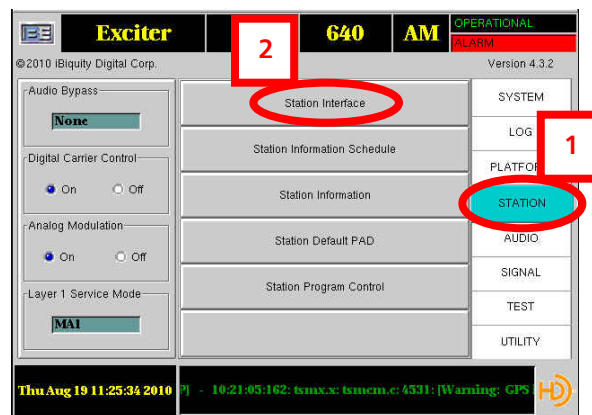 BE
Exciter
640
AM
OPERATIONAL
ALARM
©2010 iBiquity Digital Corp.
Version 4.3.2
2
1
Audio Bypass
None
Digital Carrier Control
On
Off
Analog Modulation
On
Off
Layer 1 Service Mode
MA1
Station Interface
Station Information Schedule
Station Information
Station Default PAD
Station Program Control
SYSTEM
LOG
STATION
AUDIO
SIGNAL
TEST
UTILITY
Thu Aug 19 11:25:34 2010
P] - 10:21:05:162: tsmx.x: tsmcm.c: 4531: [Warning: GPS
HD